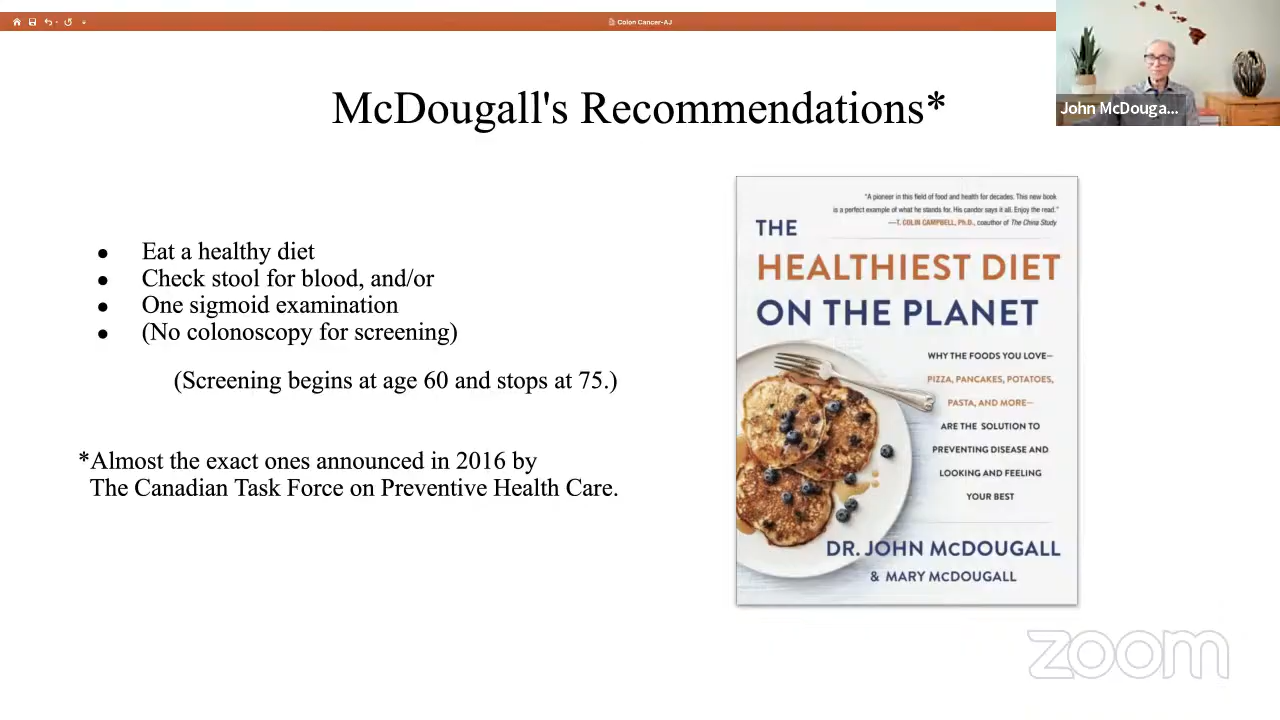 Colon Cancer-AJ
McDougall's Recommendations*
John McDouga...
• Eat a healthy diet
• Check stool for blood, and/or
• One sigmoid examination
• (No colonoscopy for screening)
(Screening begins at age 60 and stops at 75.)
*Almost the exact ones announced in 2016 by
The Canadian Task Force on Preventive Health Care.
"A pioneer in this field of food and health for decades. This new book
is a perfect example of what he stands for. His candor says it all. Enjoy the read."
—T. COLIN CAMPBELL, Ph.D., coauthor of The China Study
THE
HEALTHIEST DIET
ON THE PLANET
WHY THE FOODS YOU LOVE—
PIZZA, PANCAKES, POTATOES,
PASTA, AND MORE—
ARE THE SOLUTION TO
PREVENTING DISEASE AND
LOOKING AND FEELING
YOUR BEST
DR. JOHN McDOUGALL
& MARY McDOUGALL
zoom